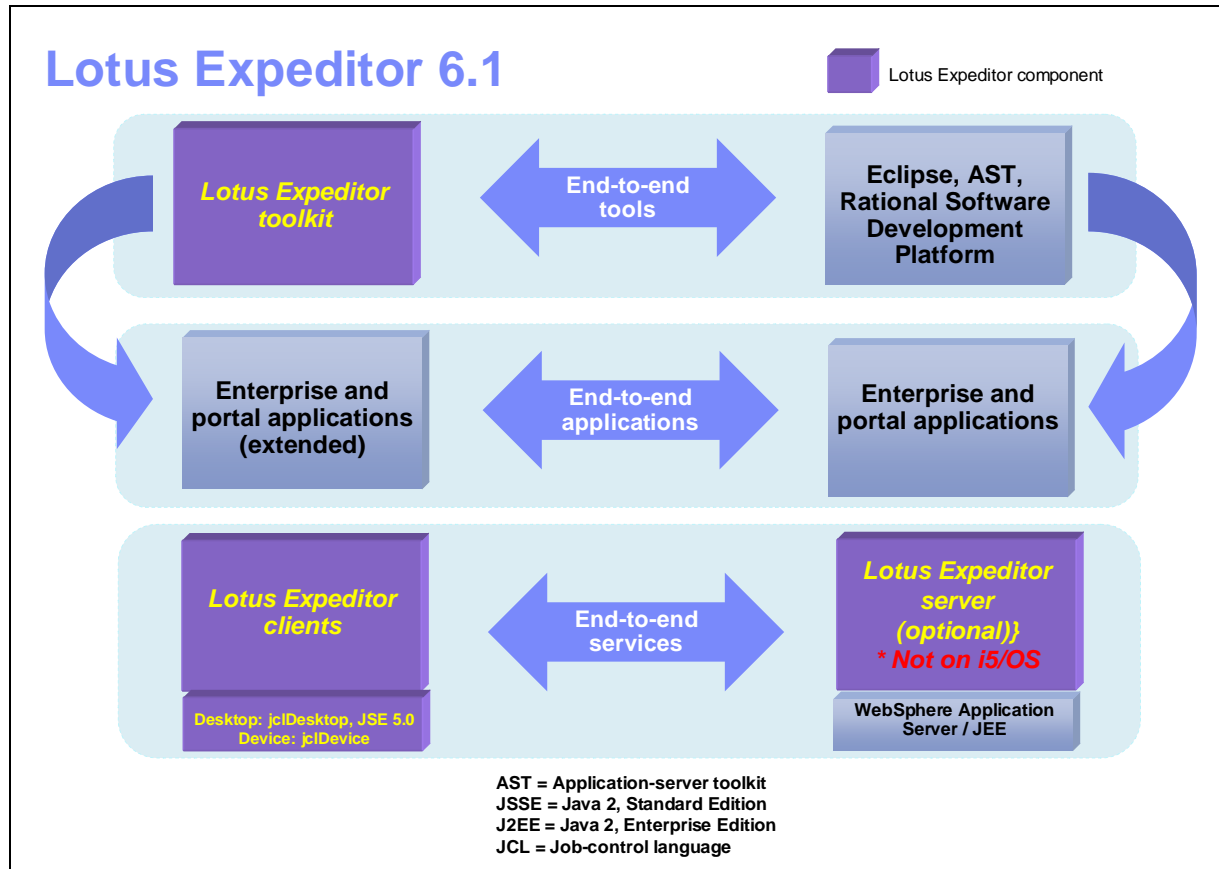 Lotus Expeditor 6.1
Lotus Expeditor component
Lotus Expeditor
toolkit
End-to-end
tools
Eclipse, AST,
Rational Software
Development
Platform
Enterprise and
portal applications
(extended)
End-to-end
applications
Enterprise and
portal applications
Lotus Expeditor
clients
Desktop: jclDesktop, JSE 5.0
Device: jclDevice
End-to-end
services
Lotus Expeditor
server
(optional)}
* Not on i5/OS
WebSphere Application
Server / JEE
AST = Application-server toolkit
JSSE = Java 2, Standard Edition
J2EE = Java 2, Enterprise Edition
JCL = Job-control language